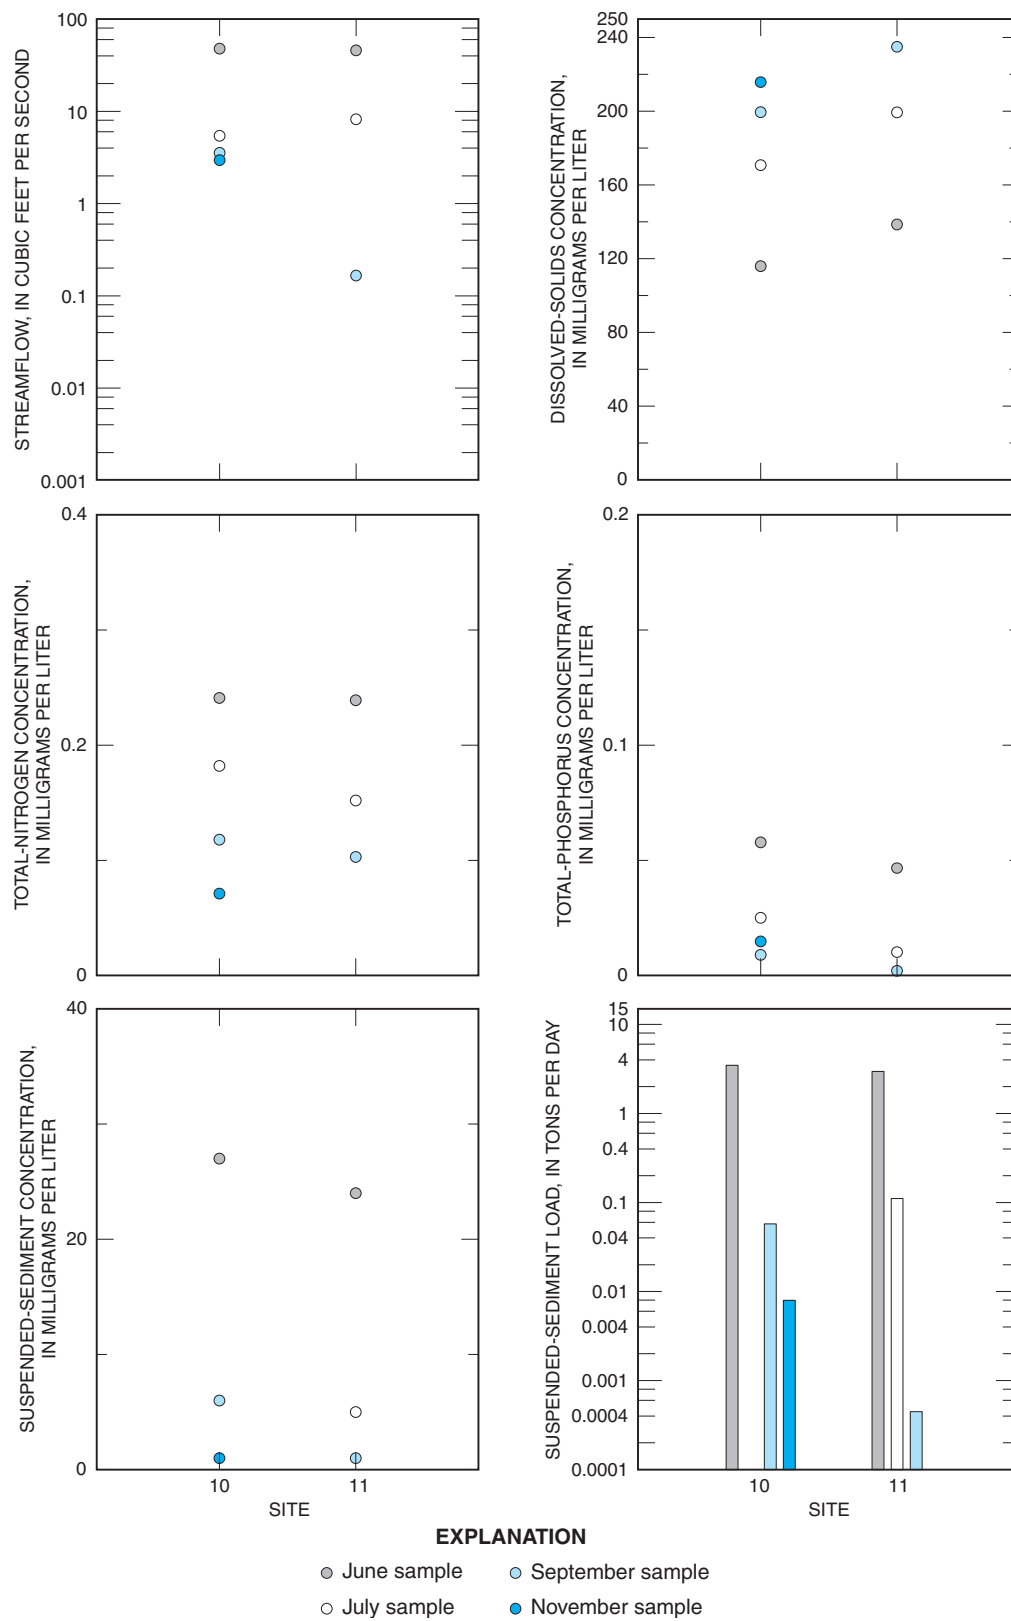 STREAMFLOW, IN CUBIC FEET PER SECOND
100
10
1
0.1
0.01
0.001
DISSOLVED-SOLIDS CONCENTRATION,
IN MILLIGRAMS PER LITER
250
240
200
160
120
80
40
0
TOTAL-NITROGEN CONCENTRATION,
IN MILLIGRAMS PER LITER
0.4
0.2
0
TOTAL-PHOSPHORUS CONCENTRATION,
IN MILLIGRAMS PER LITER
0.2
0.1
0
SUSPENDED-SEDIMENT CONCENTRATION,
IN MILLIGRAMS PER LITER
40
20
0
10 11
SITE
SUSPENDED-SEDIMENT LOAD, IN TONS PER DAY
15
10
4
1
0.4
0.1
0.04
0.01
0.004
0.001
0.0004
0.0001
10 11
SITE
EXPLANATION
June sample
September sample
July sample
November sample